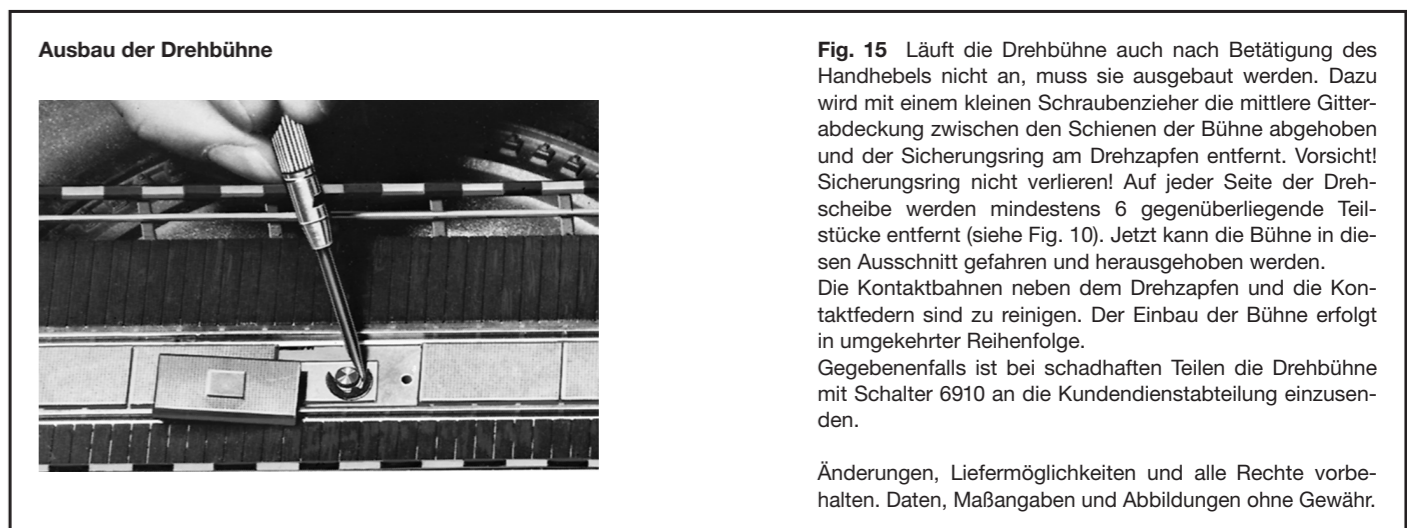 Ausbau der Drehbühne
Fig. 15 Läuft die Drehbühne auch nach Betätigung des
Handhebels nicht an, muss sie ausgebaut werden. Dazu
wird mit einem kleinen Schraubenzieher die mittlere Gitter-
abdeckung zwischen den Schienen der Bühne abgehoben
und der Sicherungsring am Drehzapfen entfernt. Vorsicht!
Sicherungsring nicht verlieren! Auf jeder Seite der Dreh-
scheibe werden mindestens 6 gegenüberliegende Teil-
stücke entfernt (siehe Fig. 10). Jetzt kann die Bühne in die-
sen Ausschnitt gefahren und herausgehoben werden.
Die Kontaktbahnen neben dem Drehzapfen und die Kon-
taktfedern sind zu reinigen. Der Einbau der Bühne erfolgt
in umgekehrter Reihenfolge.
Gegebenenfalls ist bei schadhaften Teilen die Drehbühne
mit Schalter 6910 an die Kundendienstabteilung einzusen-
den.
Änderungen, Liefermöglichkeiten und alle Rechte vorbe-
halten. Daten, Maßangaben und Abbildungen ohne Gewähr.